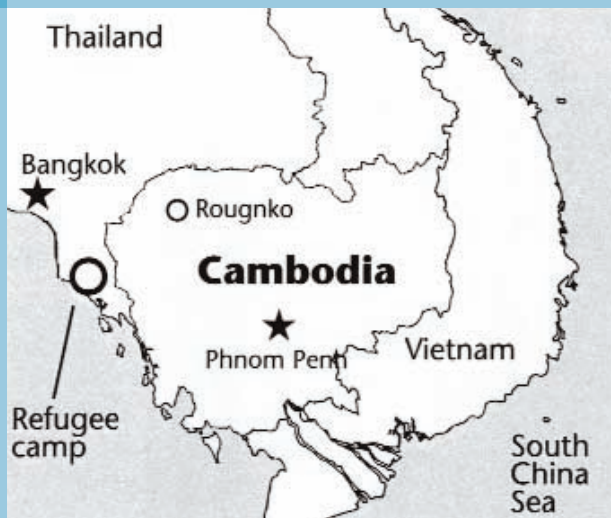 Thailand
Bangkok
Rougnko
Cambodia
Phnom Penh
Vietnam
Refugee
camp
South
China
Sea